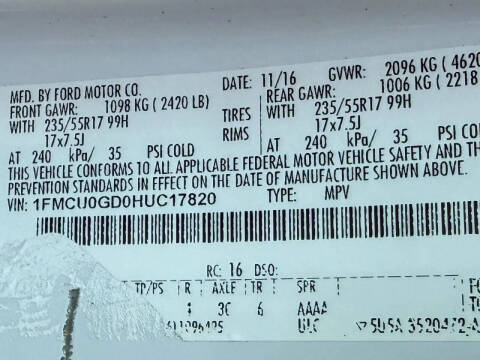 MFD. BY FORD MOTOR CO. DATE: 11/16 GVWR: 2096 KG ( 4620
FRONT GAWR: 1098 KG ( 2420 LB) REAR GAWR: 1006 KG ( 2218
WITH 235/55R17 99H TIRES WITH 235/55R17 99H
17x7.5J RIMS 17x7.5J
AT 240 kPa/ 35 PSI COLD AT 240 kPa/ 35 PSI COLD
THIS VEHICLE CONFORMS TO ALL APPLICABLE FEDERAL MOTOR VEHICLE SAFETY AND
PREVENTION STANDARDS IN EFFECT ON THE DATE OF MANUFACTURE SHOWN ABOVE.
VIN: 1FMCU0GD0HUC17820 TYPE: MPV
RC: 16 DSO:
TP/PS R AXLE TR SPR
1 3C 6 AAAA